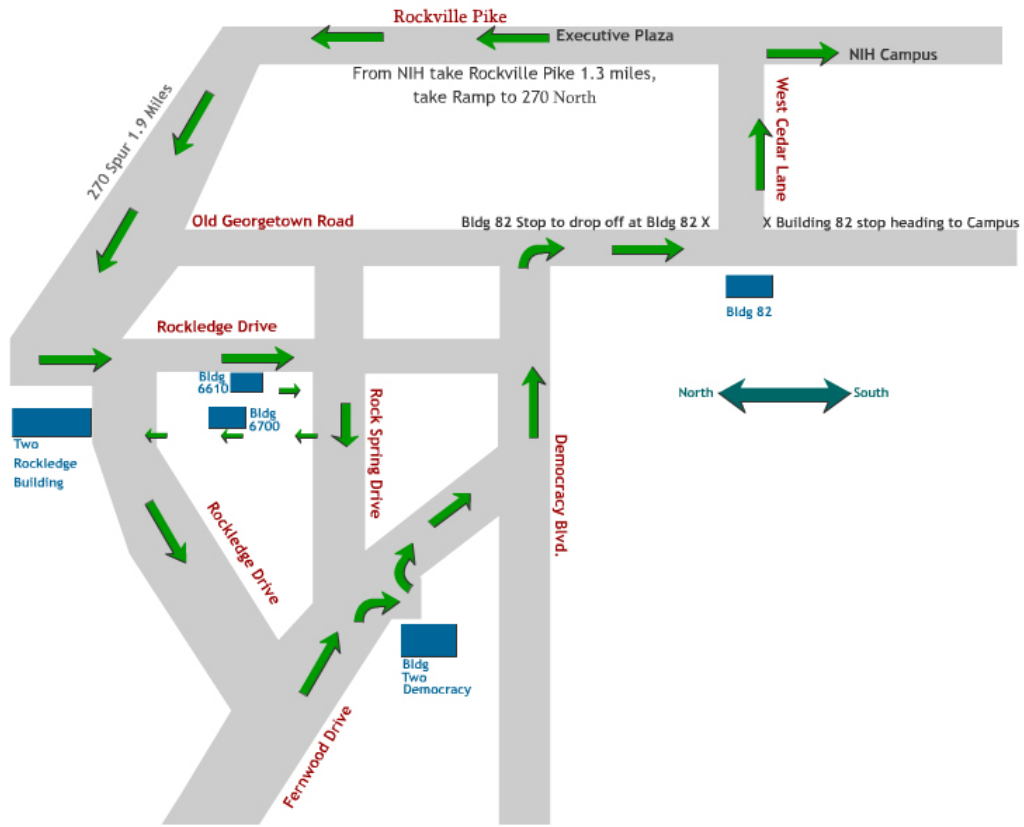 Rockville Pike
Executive Plaza
NIH Campus
From NIH take Rockville Pike 1.3 miles,
take Ramp to 270 North
West Cedar Lane
270 Spur 1.9 Miles
Old Georgetown Road
Bldg 82 Stop to drop off at Bldg 82 X
X Building 82 stop heading to Campus
Bldg 82
Rockledge Drive
Bldg
6610
Bldg
6700
North
South
Rock Spring Drive
Two
Rockledge
Building
Democracy Blvd.
Rockledge Drive
Bldg
Two
Democracy
Fernwood Drive